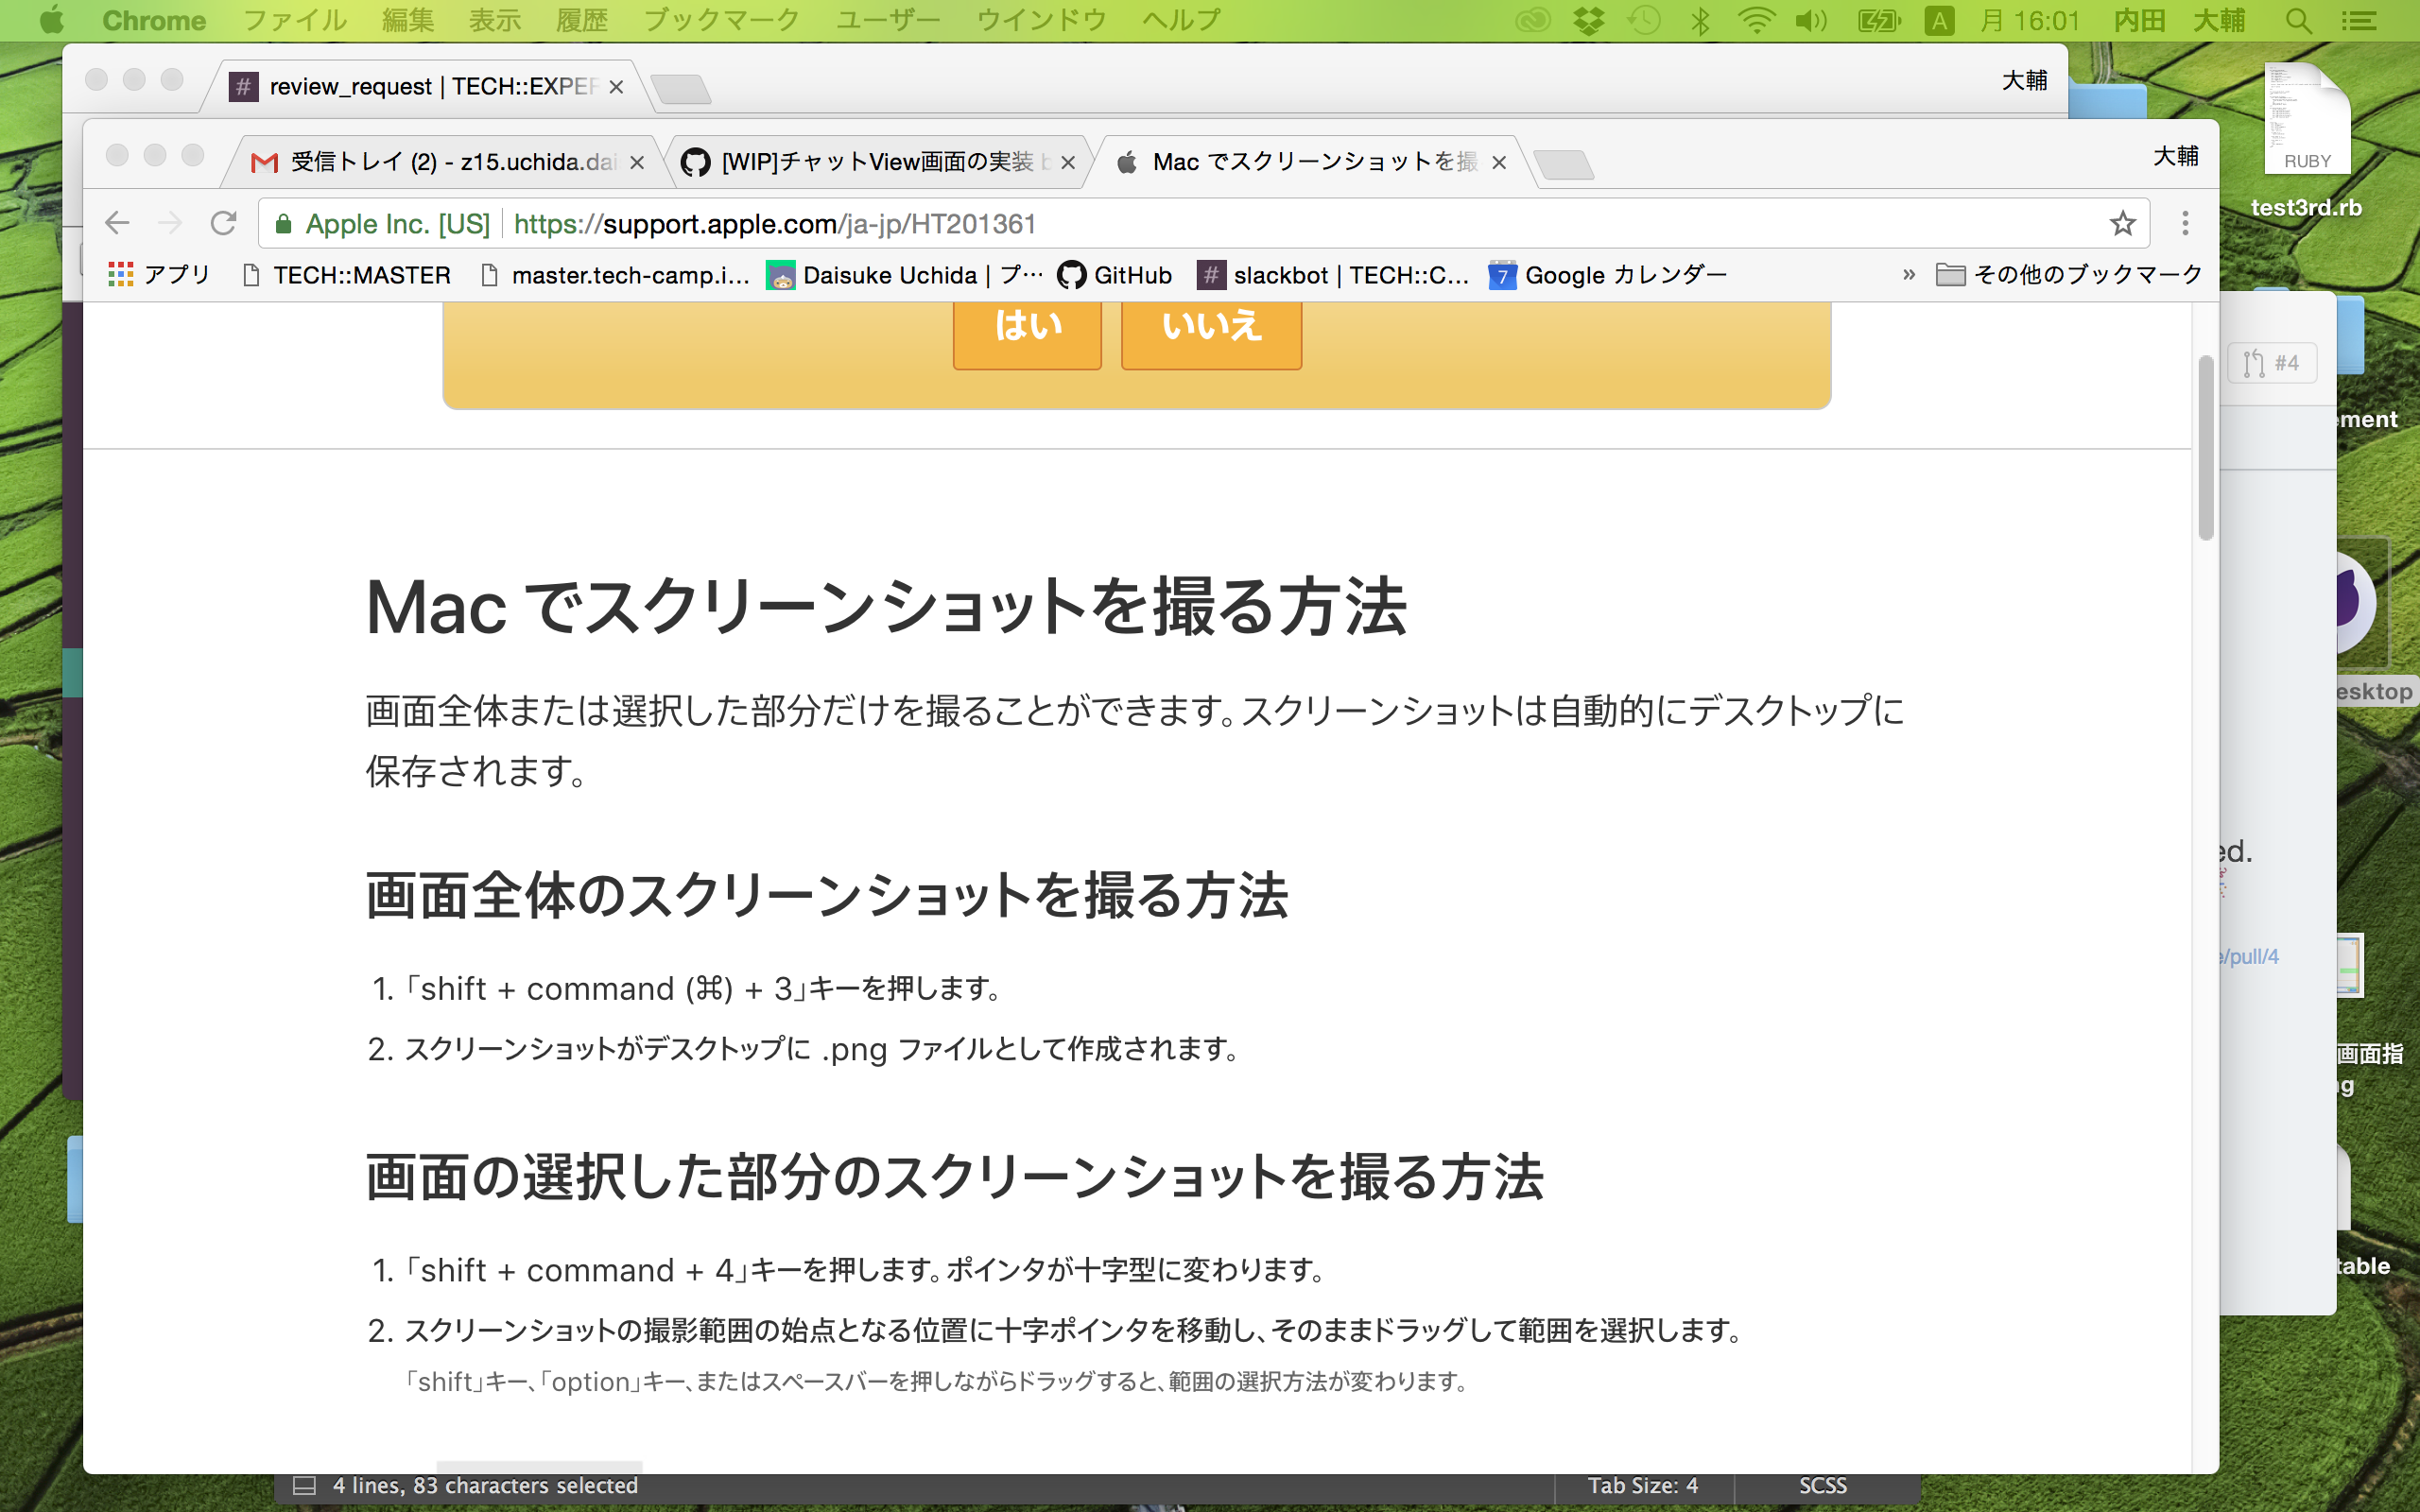 Chrome ファイル 編集 表示 履歴 ブックマーク ユーザー ウインドウ ヘルプ A 月 16:01 内田 大輔
# review_request | TECH::EXPER 大輔
受信トレイ (2) - z15.uchida.dai [WIP]チャットView画面の実装 b Mac でスクリーンショットを撮 大輔
Apple Inc. [US] https://support.apple.com/ja-jp/HT201361
アプリ TECH::MASTER master.tech-camp.i... Daisuke Uchida | プ… GitHub # slackbot | TECH::C... 7 Google カレンダー » その他のブックマーク
はい いいえ
Mac でスクリーンショットを撮る方法
画面全体または選択した部分だけを撮ることができます。スクリーンショットは自動的にデスクトップに
保存されます。
画面全体のスクリーンショットを撮る方法
1. 「shift + command (⌘) + 3」キーを押します。
2. スクリーンショットがデスクトップに .png ファイルとして作成されます。
画面の選択した部分のスクリーンショットを撮る方法
1. 「shift + command + 4」キーを押します。ポインタが十字型に変わります。
2. スクリーンショットの撮影範囲の始点となる位置に十字ポインタを移動し、そのままドラッグして範囲を選択します。
「shift」キー、「option」キー、またはスペースバーを押しながらドラッグすると、範囲の選択方法が変わります。
4 lines, 83 characters selected Tab Size: 4 SCSS
RUBY
test3rd.rb
#4
ement
esktop
ed.
e/pull/4
画面指
table